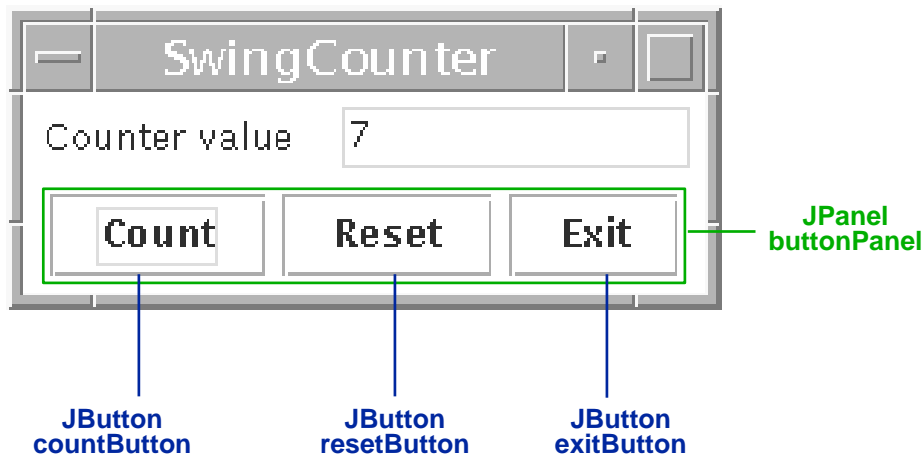 SwingCounter
Counter value 7
Count Reset Exit
JPanel
buttonPanel
JButton
countButton
JButton
resetButton
JButton
exitButton